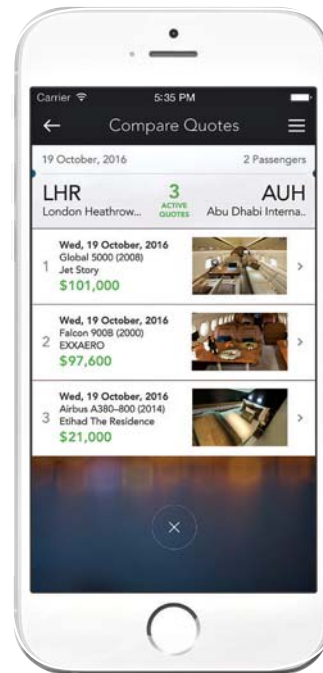 Carrier 5:35 PM
Compare Quotes
19 October, 2016 2 Passengers
LHR 3 AUH
London Heathrow... ACTIVE QUOTES Abu Dhabi Interna..
Wed, 19 October, 2016
Global 5000 (2008)
1 Jet Story
$101,000
Wed, 19 October, 2016
Falcon 900B (2000)
2 EXXAERO
$97,600
Wed, 19 October, 2016
Airbus A380-800 (2014)
3 Etihad The Residence
$21,000